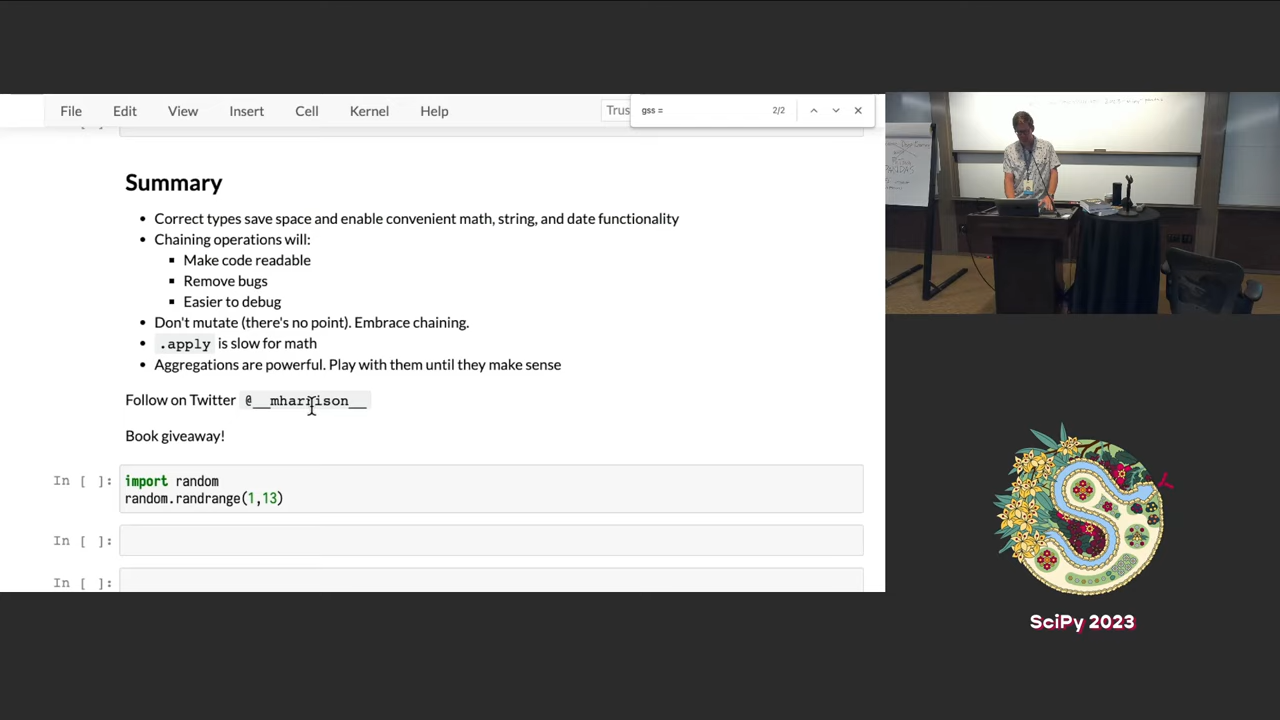 File Edit View Insert Cell Kernel Help Trus gss = 2/2
Summary
• Correct types save space and enable convenient math, string, and date functionality
• Chaining operations will:
▪ Make code readable
▪ Remove bugs
▪ Easier to debug
• Don't mutate (there's no point). Embrace chaining.
• .apply is slow for math
• Aggregations are powerful. Play with them until they make sense
Follow on Twitter @__mharrison__
Book giveaway!
In [ ]: import random
random.randrange(1,13)
In [ ]:
In [ ]:
SciPy 2023